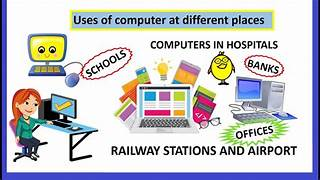 Uses of computer at different places
COMPUTERS IN HOSPITALS
SCHOOLS
BANKS
OFFICES
RAILWAY STATIONS AND AIRPORT